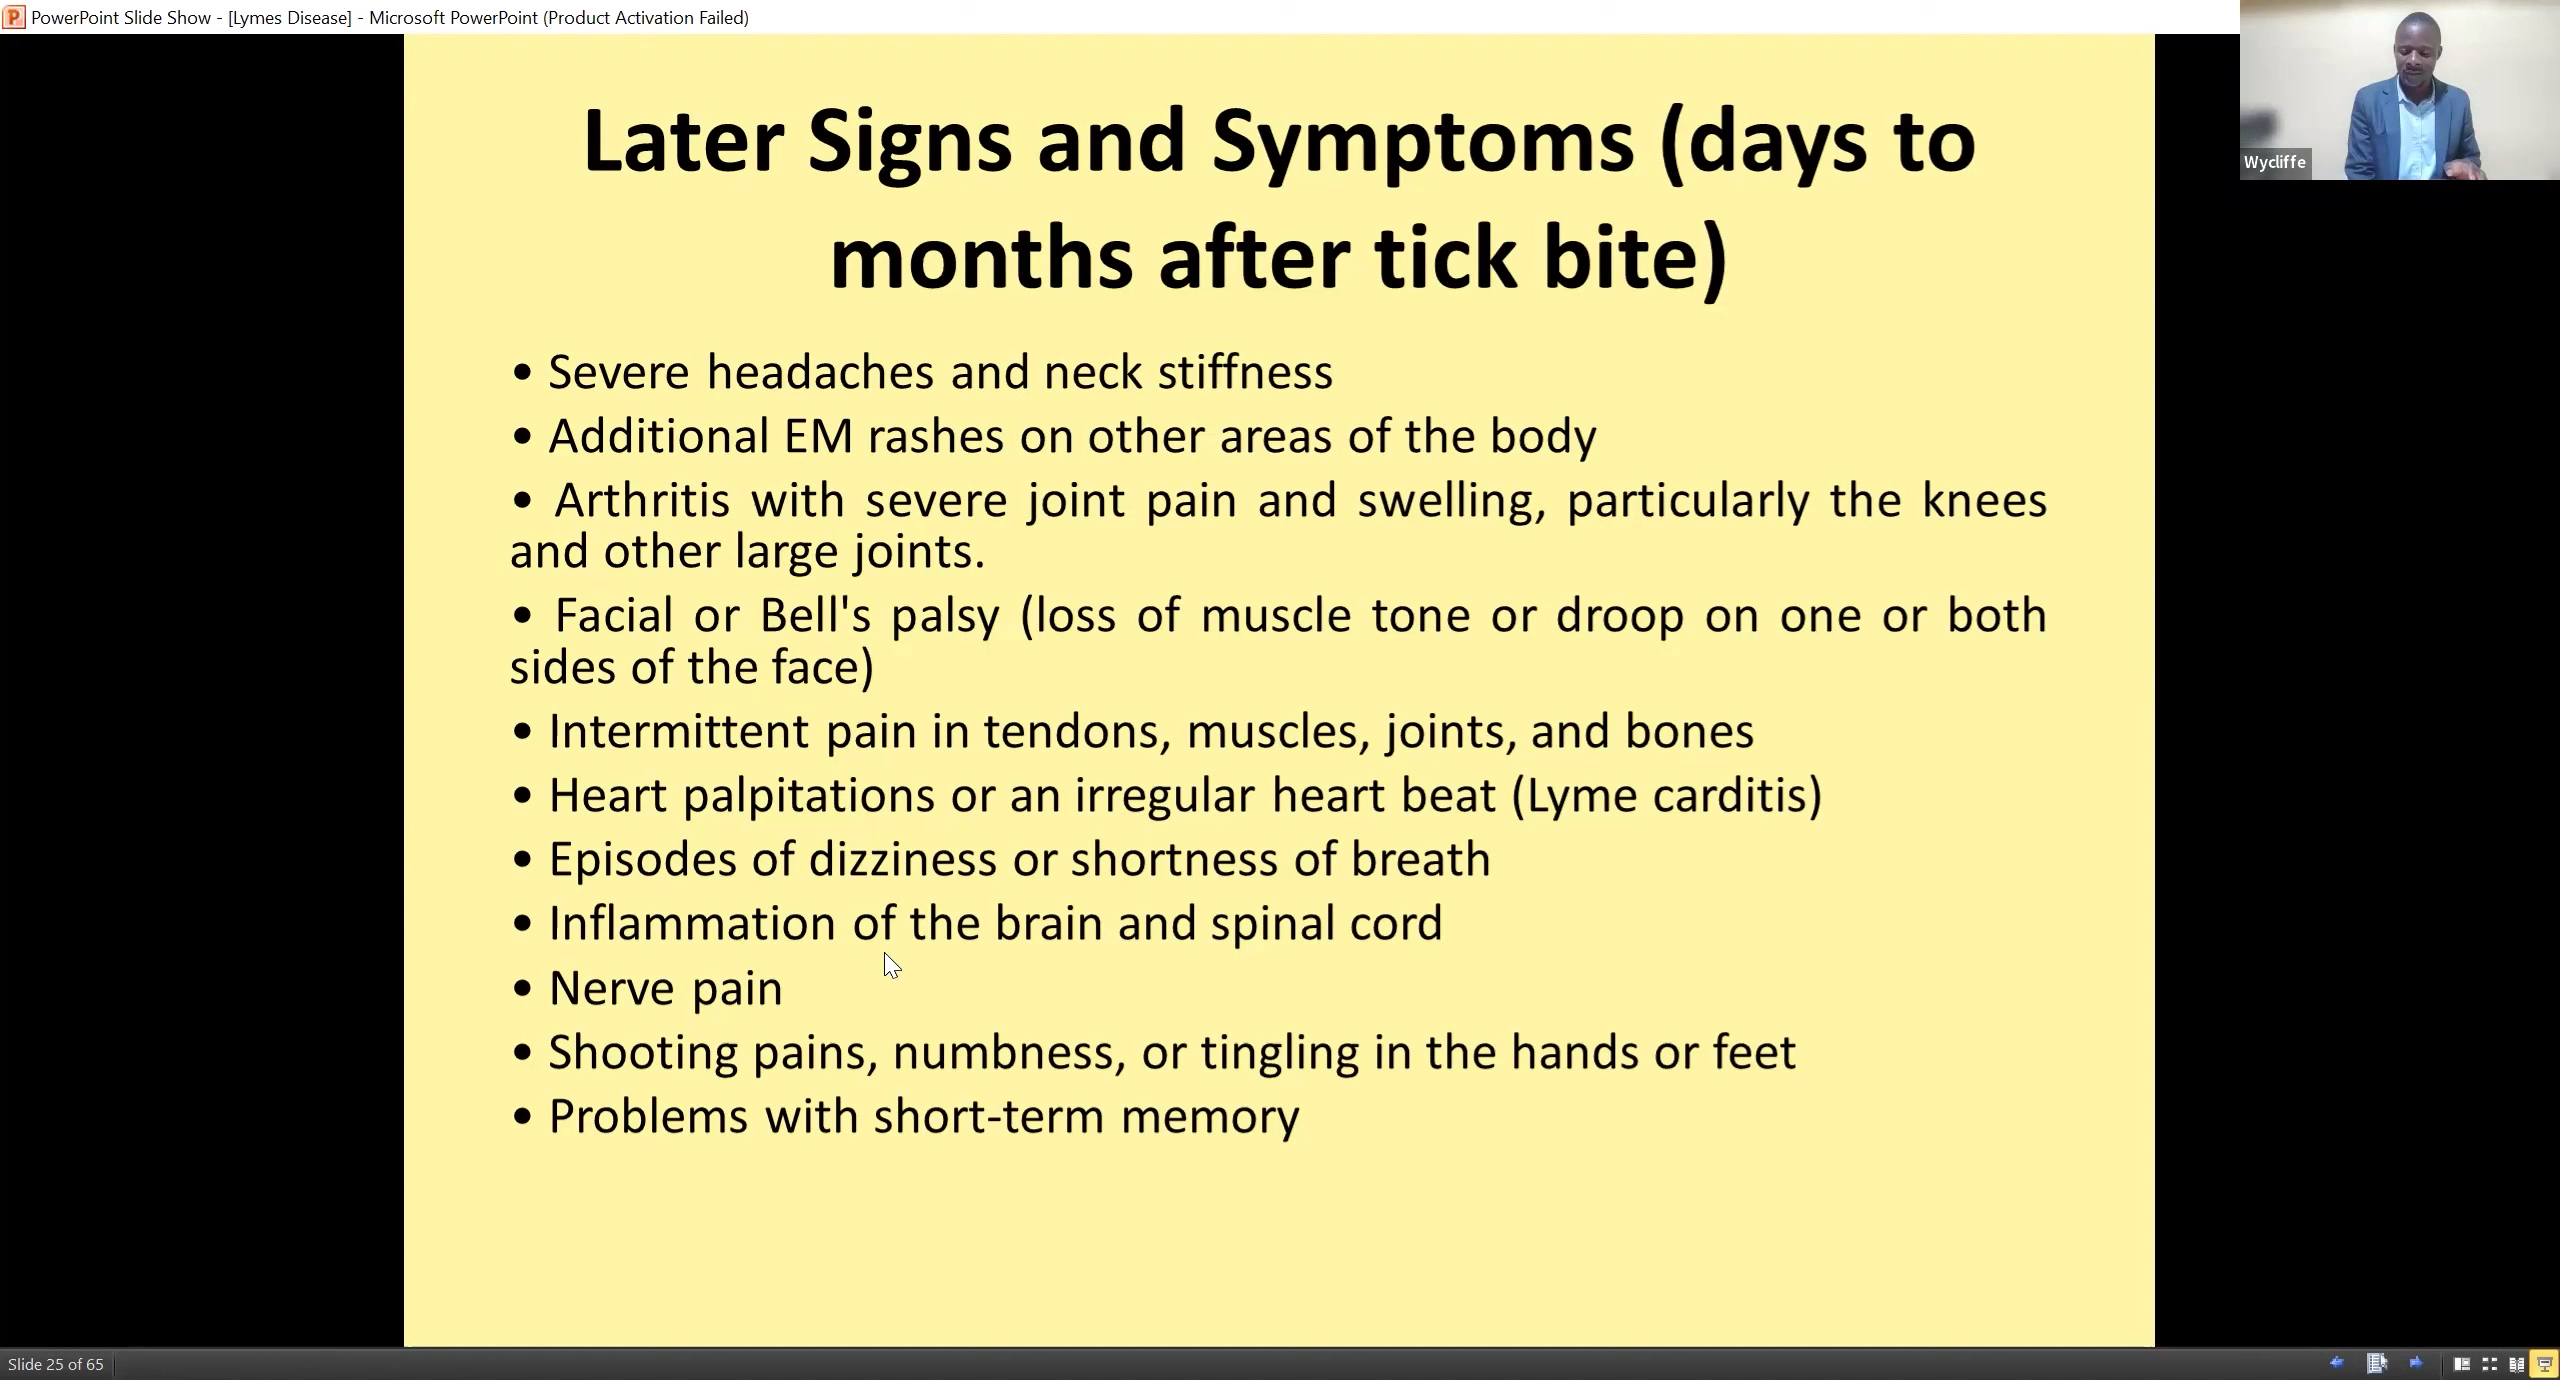 PowerPoint Slide Show - [Lymes Disease] - Microsoft PowerPoint (Product Activation Failed)
Wycliffe
Later Signs and Symptoms (days to
months after tick bite)
• Severe headaches and neck stiffness
• Additional EM rashes on other areas of the body
• Arthritis with severe joint pain and swelling, particularly the knees
and other large joints.
• Facial or Bell's palsy (loss of muscle tone or droop on one or both
sides of the face)
• Intermittent pain in tendons, muscles, joints, and bones
• Heart palpitations or an irregular heart beat (Lyme carditis)
• Episodes of dizziness or shortness of breath
• Inflammation of the brain and spinal cord
• Nerve pain
• Shooting pains, numbness, or tingling in the hands or feet
• Problems with short-term memory
Slide 25 of 65